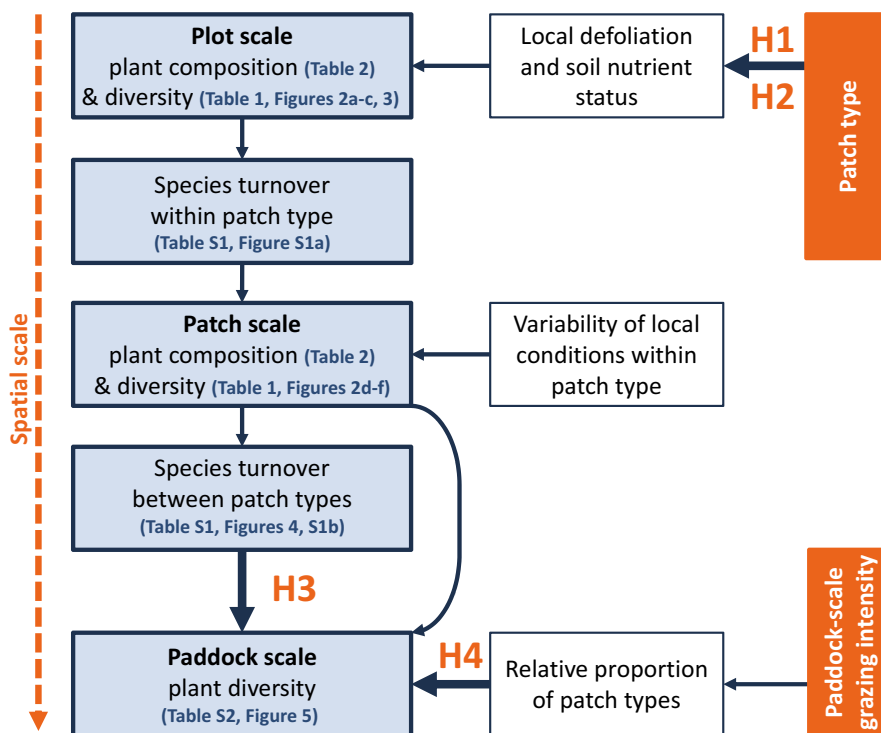 Plot scale
plant composition (Table 2)
& diversity (Table 1, Figures 2a-c, 3)
Local defoliation
and soil nutrient
status
H1
H2
Patch type
Species turnover
within patch type
(Table S1, Figure S1a)
Patch scale
plant composition (Table 2)
& diversity (Table 1, Figures 2d-f)
Variability of local
conditions within
patch type
Spatial scale
Species turnover
between patch types
(Table S1, Figures 4, S1b)
H3
Paddock scale
plant diversity
(Table S2, Figure 5)
H4
Relative proportion
of patch types
Paddock-scale
grazing intensity